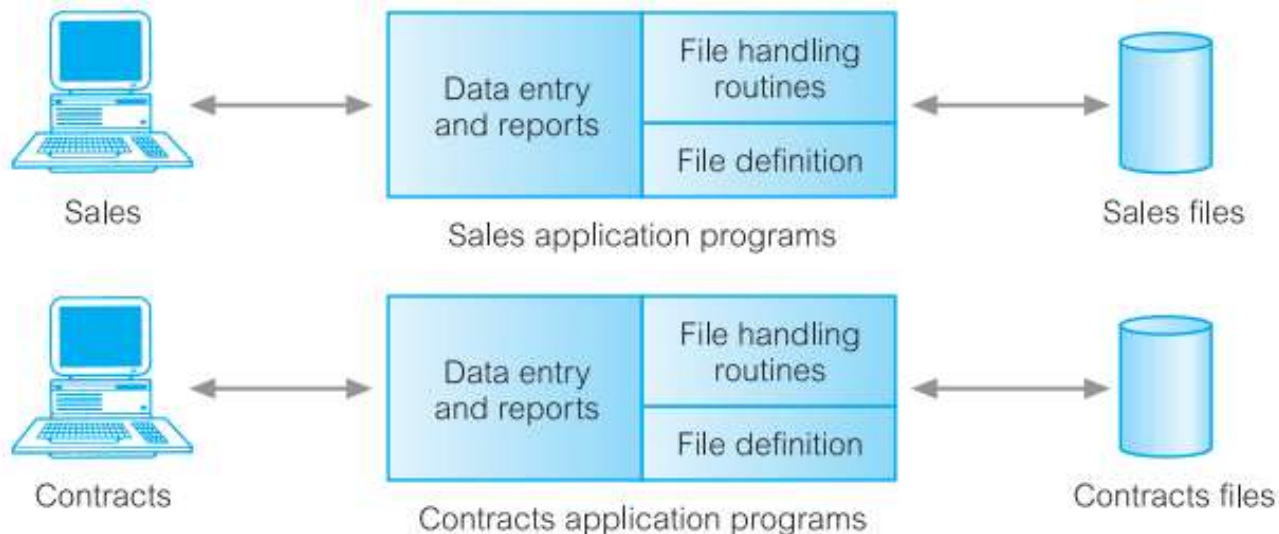 Data entry
and reports
File handling
routines
File definition
Sales
Sales application programs
Sales files
Data entry
and reports
File handling
routines
File definition
Contracts
Contracts application programs
Contracts files